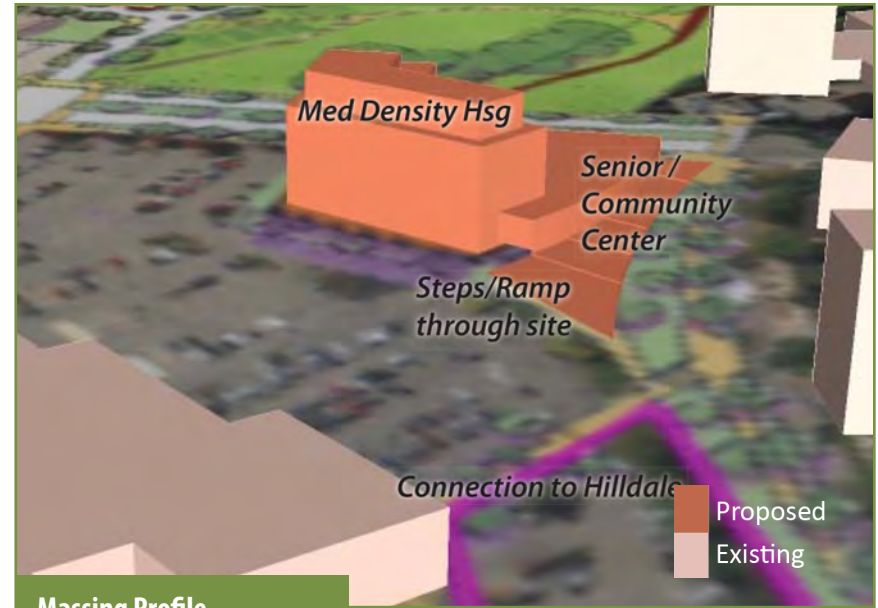 Med Density Hsg
Senior /
Community
Center
Steps/Ramp
through site
Connection to Hilldale
Proposed
Existing
Massing Profile